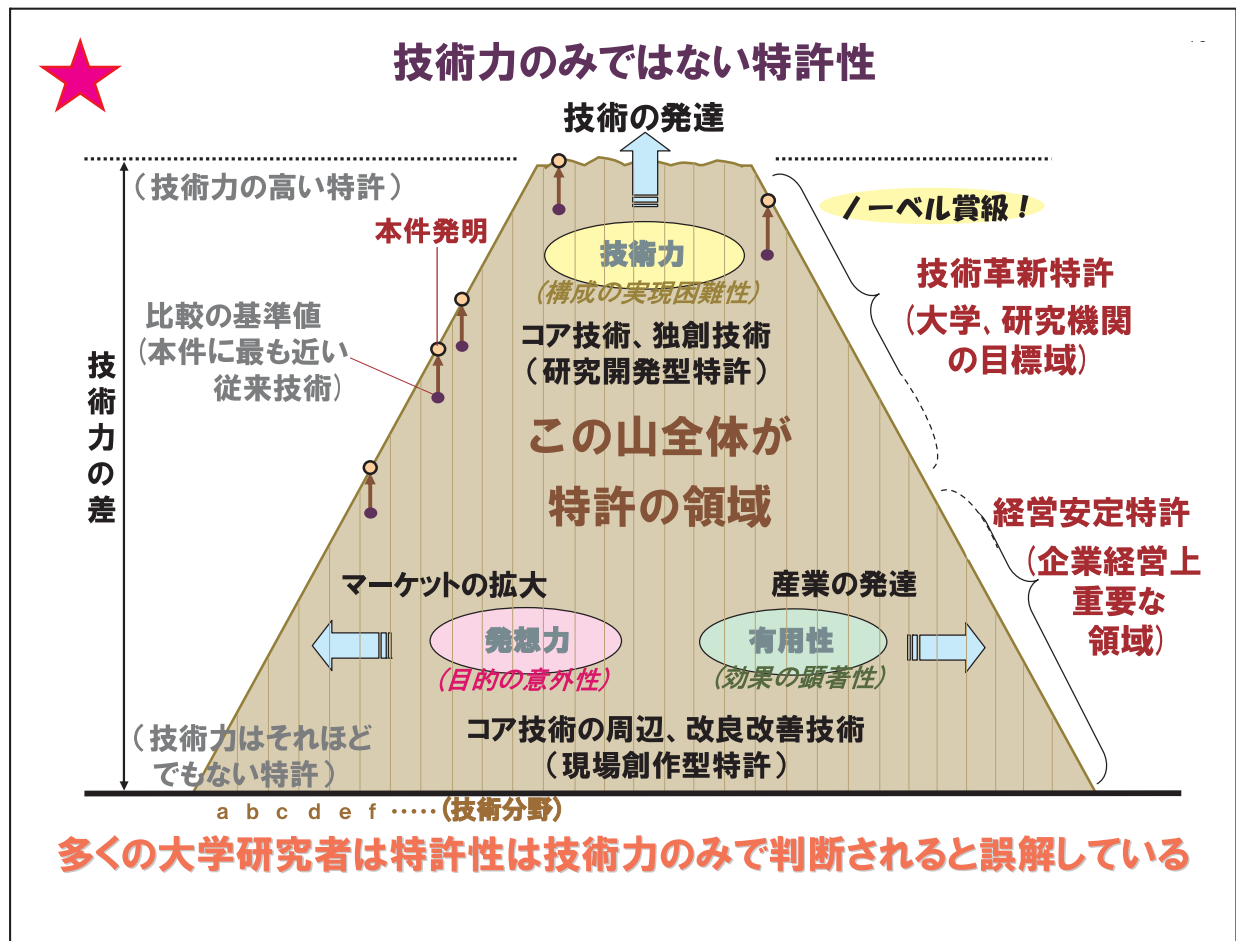 技術力のみではない特許性
技術の発達
(技術力の高い特許)
ノーベル賞級！
本件発明
技術力
(構成の実現困難性)
技術革新特許
(大学、研究機関
の目標域)
比較の基準値
(本件に最も近い
従来技術)
コア技術、独創技術
(研究開発型特許)
技術力の差
この山全体が
特許の領域
経営安定特許
(企業経営上
重要な
領域)
マーケットの拡大
産業の発達
発想力
(目的の意外性)
有用性
(効果の顕著性)
コア技術の周辺、改良改善技術
(現場創作型特許)
(技術力はそれほど
でもない特許)
a b c d e f ‥‥‥(技術分野)
多くの大学研究者は特許性は技術力のみで判断されると誤解している